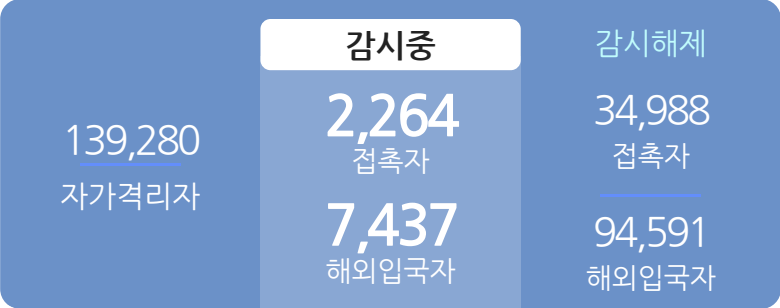 139,280
자가격리자
감시중
2,264
접촉자
7,437
해외입국자
감시해제
34,988
접촉자
94,591
해외입국자